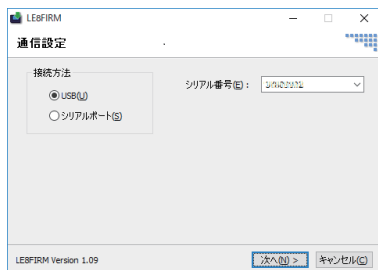 LE8FIRM
通信設定
接続方法
USB(U)
シリアルポート(S)
シリアル番号(E)：
LE8FIRM Version 1.09
次へ(N) >
キャンセル(C)